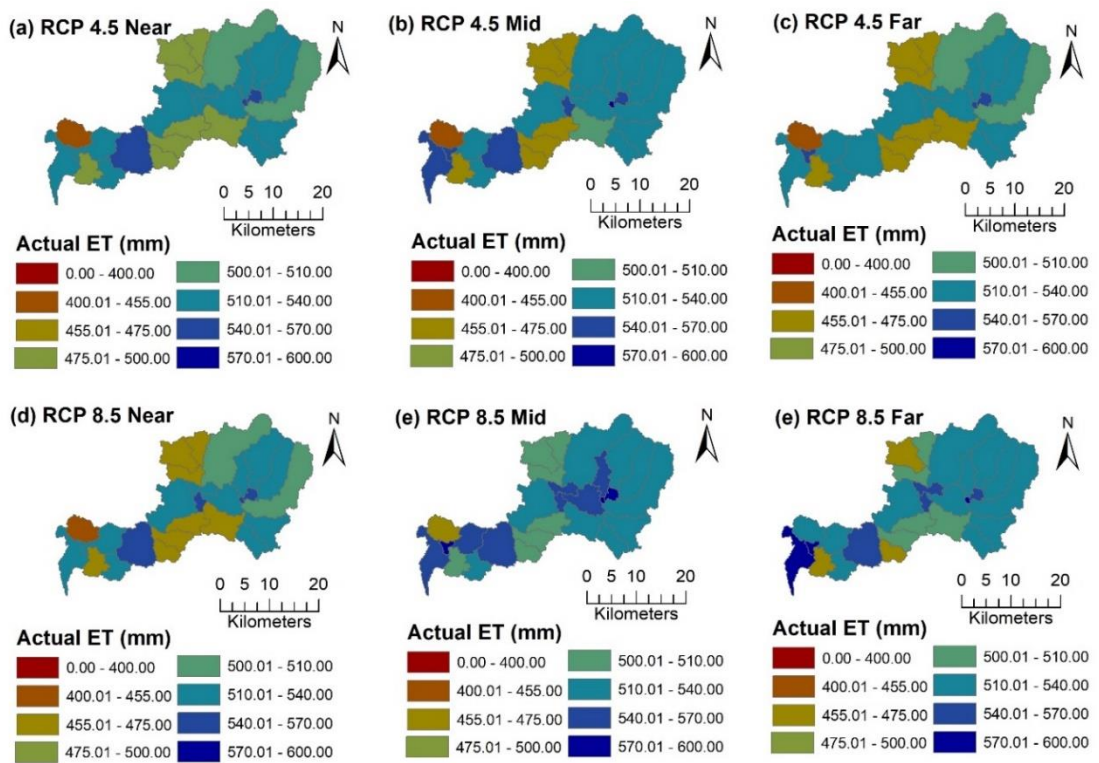 (a) RCP 4.5 Near
N
0 5 10 20
Kilometers
Actual ET (mm)
0.00 - 400.00 500.01 - 510.00
400.01 - 455.00 510.01 - 540.00
455.01 - 475.00 540.01 - 570.00
475.01 - 500.00 570.01 - 600.00
(b) RCP 4.5 Mid
N
0 5 10 20
Kilometers
Actual ET (mm)
0.00 - 400.00 500.01 - 510.00
400.01 - 455.00 510.01 - 540.00
455.01 - 475.00 540.01 - 570.00
475.01 - 500.00 570.01 - 600.00
(c) RCP 4.5 Far
N
0 5 10 20
Kilometers
Actual ET (mm)
0.00 - 400.00 500.01 - 510.00
400.01 - 455.00 510.01 - 540.00
455.01 - 475.00 540.01 - 570.00
475.01 - 500.00 570.01 - 600.00
(d) RCP 8.5 Near
N
0 5 10 20
Kilometers
Actual ET (mm)
0.00 - 400.00 500.01 - 510.00
400.01 - 455.00 510.01 - 540.00
455.01 - 475.00 540.01 - 570.00
475.01 - 500.00 570.01 - 600.00
(e) RCP 8.5 Mid
N
0 5 10 20
Kilometers
Actual ET (mm)
0.00 - 400.00 500.01 - 510.00
400.01 - 455.00 510.01 - 540.00
455.01 - 475.00 540.01 - 570.00
475.01 - 500.00 570.01 - 600.00
(e) RCP 8.5 Far
N
0 5 10 20
Kilometers
Actual ET (mm)
0.00 - 400.00 500.01 - 510.00
400.01 - 455.00 510.01 - 540.00
455.01 - 475.00 540.01 - 570.00
475.01 - 500.00 570.01 - 600.00